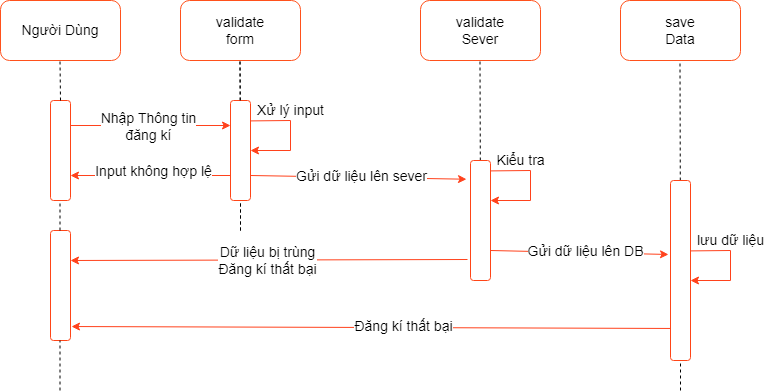 Người Dùng
validate
form
validate
Sever
save
Data
Nhập Thông tin
đăng kí
Xử lý input
Input không hợp lệ
Gửi dữ liệu lên sever
Kiểu tra
Dữ liệu bị trùng
Đăng kí thất bại
Gửi dữ liệu lên DB
lưu dữ liệu
Đăng kí thất bại